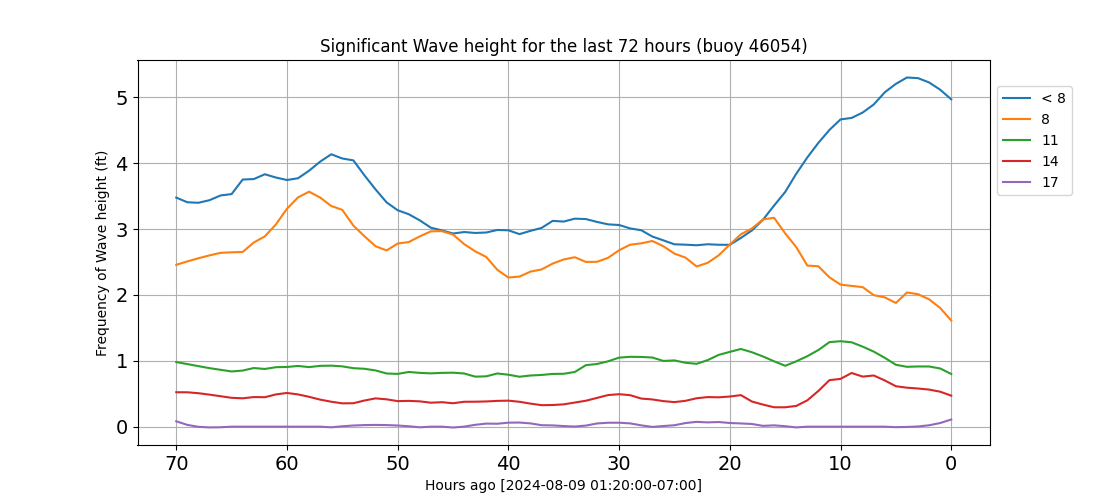 Significant Wave height for the last 72 hours (buoy 46054)
Frequency of Wave height (ft)
5
4
3
2
1
0
70 60 50 40 30 20 10 0
Hours ago [2024-08-09 01:20:00-07:00]
< 8
8
11
14
17